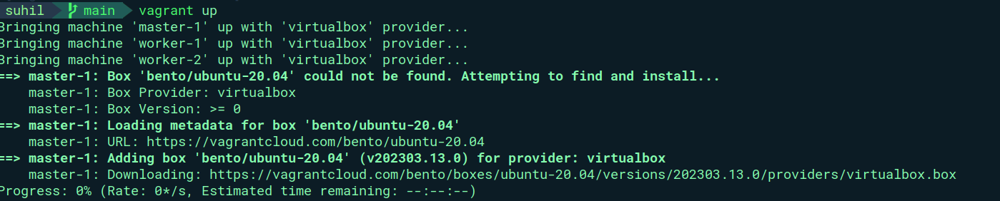 suhil main vagrant up
Bringing machine 'master-1' up with 'virtualbox' provider...
Bringing machine 'worker-1' up with 'virtualbox' provider...
Bringing machine 'worker-2' up with 'virtualbox' provider...
==> master-1: Box 'bento/ubuntu-20.04' could not be found. Attempting to find and install...
master-1: Box Provider: virtualbox
master-1: Box Version: >= 0
==> master-1: Loading metadata for box 'bento/ubuntu-20.04'
master-1: URL: https://vagrantcloud.com/bento/ubuntu-20.04
==> master-1: Adding box 'bento/ubuntu-20.04' (v202303.13.0) for provider: virtualbox
master-1: Downloading: https://vagrantcloud.com/bento/boxes/ubuntu-20.04/versions/202303.13.0/providers/virtualbox.box
Progress: 0% (Rate: 0*/s, Estimated time remaining: --:--:--)